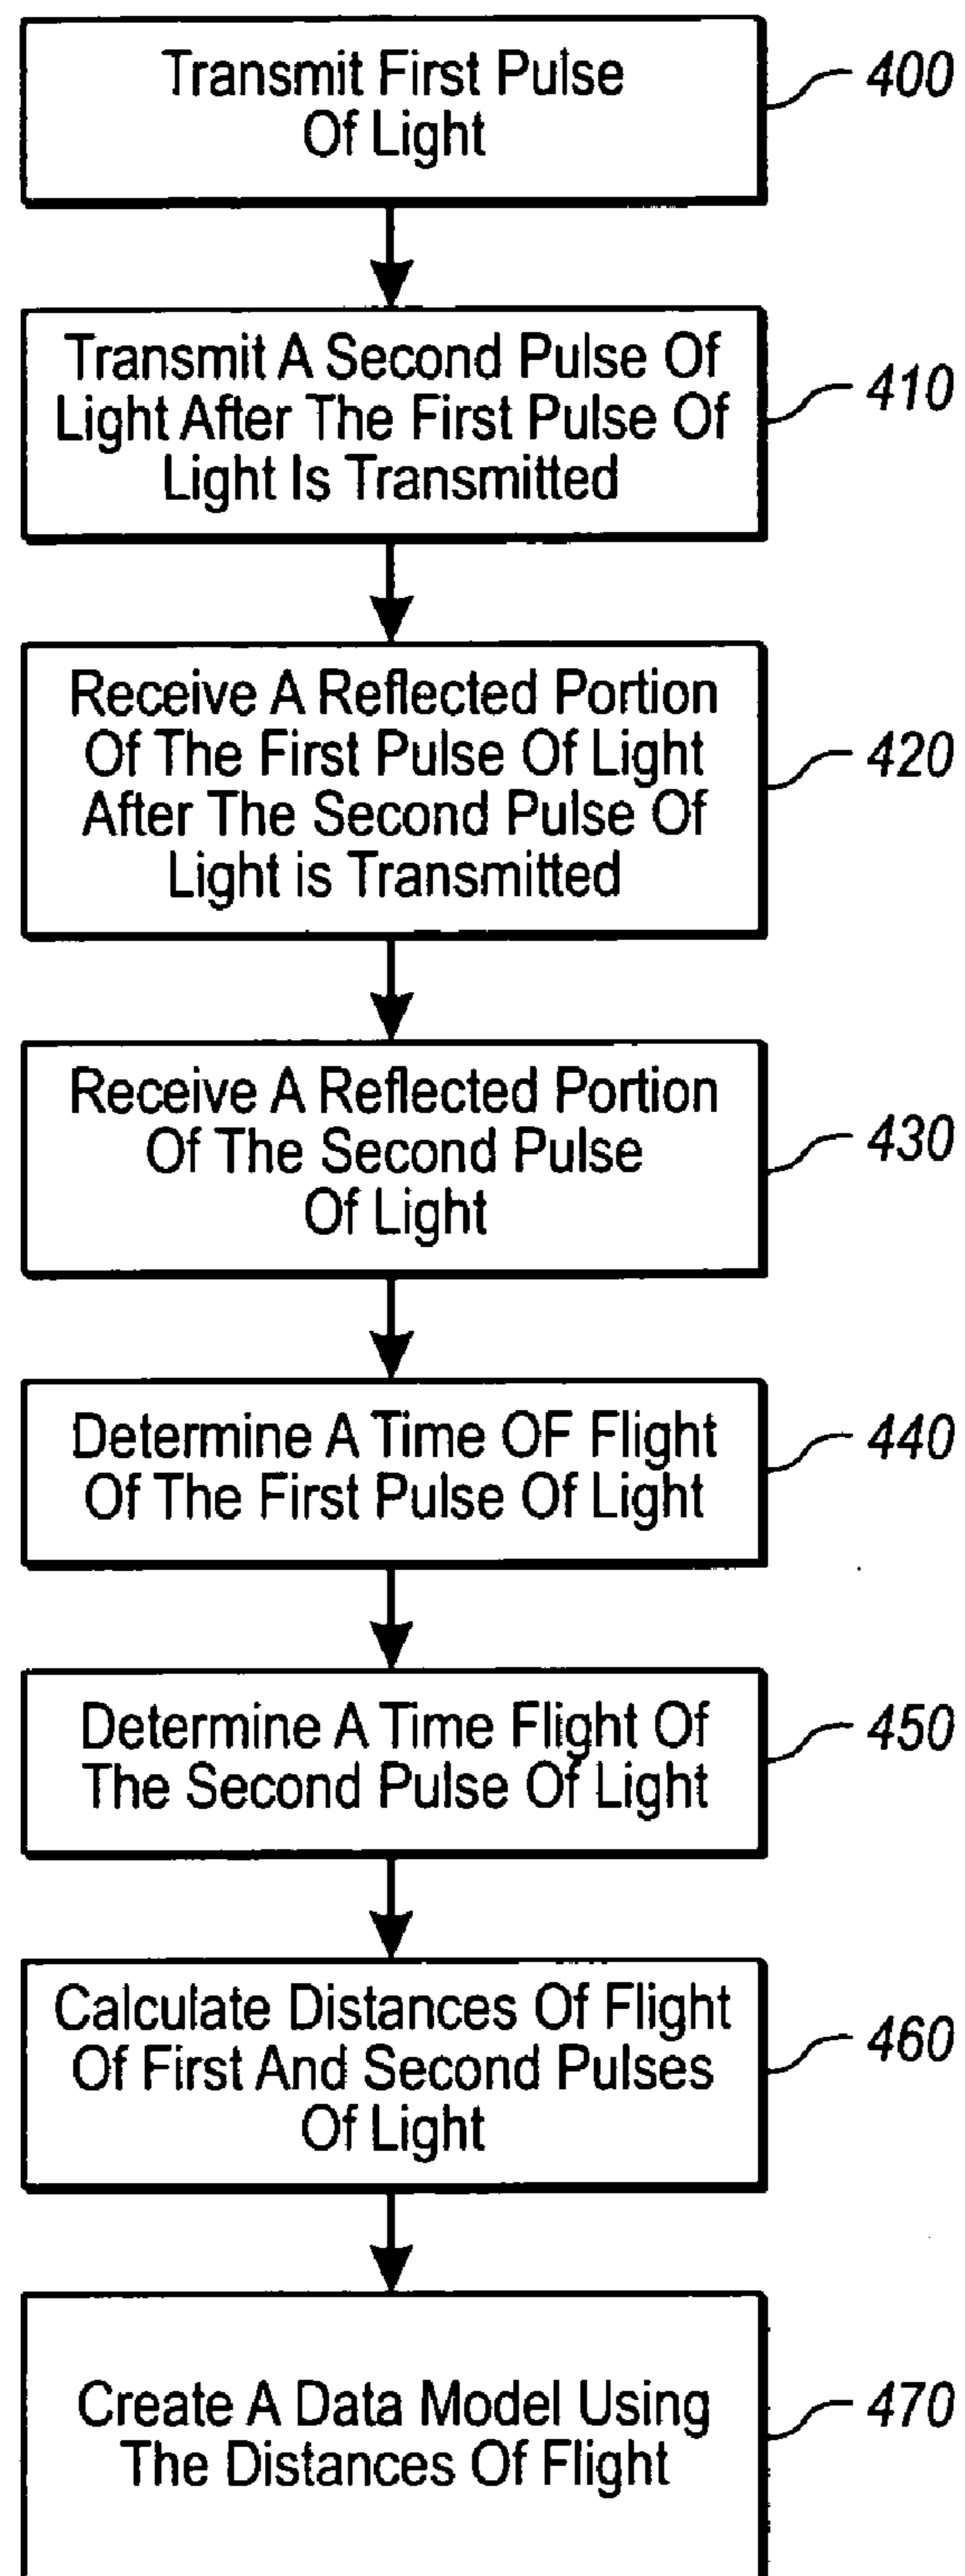 Transmit First Pulse
Of Light
400
Transmit A Second Pulse Of
Light After The First Pulse Of
Light Is Transmitted
410
Receive A Reflected Portion
Of The First Pulse Of Light
After The Second Pulse Of
Light is Transmitted
420
Receive A Reflected Portion
Of The Second Pulse
Of Light
430
Determine A Time OF Flight
Of The First Pulse Of Light
440
Determine A Time Flight Of
The Second Pulse Of Light
450
Calculate Distances Of Flight
Of First And Second Pulses
Of Light
460
Create A Data Model Using
The Distances Of Flight
470